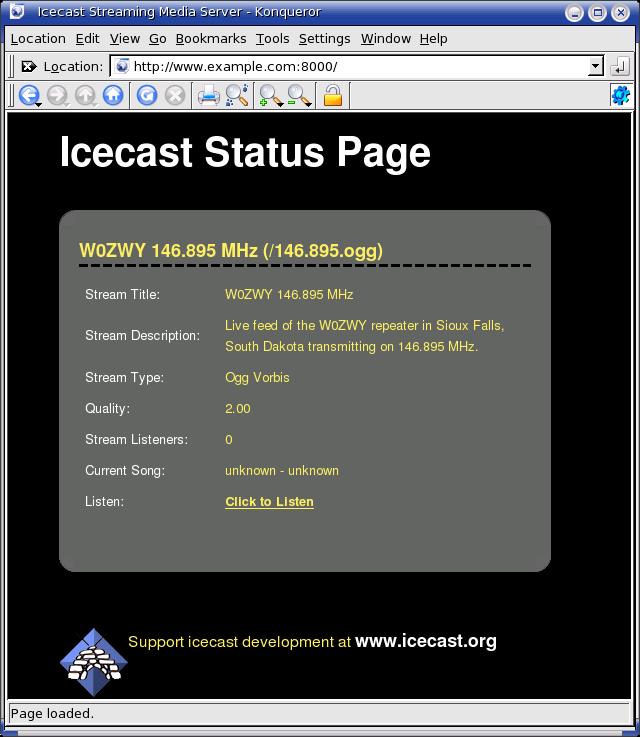 Icecast Streaming Media Server - Konqueror
Location Edit View Go Bookmarks Tools Settings Window Help
Location: http://www.example.com:8000/
Icecast Status Page
W0ZWY 146.895 MHz (/146.895.ogg)
Stream Title: W0ZWY 146.895 MHz
Stream Description: Live feed of the W0ZWY repeater in Sioux Falls,
South Dakota transmitting on 146.895 MHz.
Stream Type: Ogg Vorbis
Quality: 2.00
Stream Listeners: 0
Current Song: unknown - unknown
Listen: Click to Listen
Support icecast development at www.icecast.org
Page loaded.